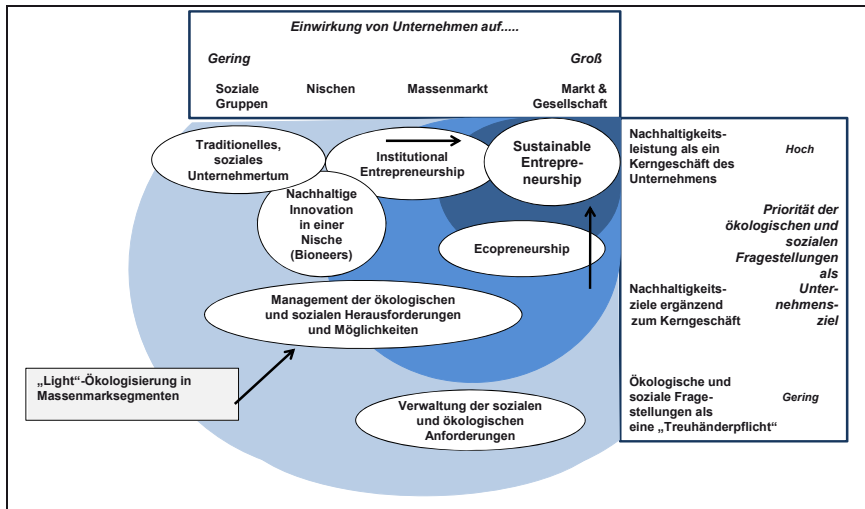 Einwirkung von Unternehmen auf.....
Gering
Groß
Soziale
Gruppen
Nischen
Massenmarkt
Markt &
Gesellschaft
Traditionelles,
soziales
Unternehmertum
Institutional
Entrepreneurship
Sustainable
Entrepre-
neurship
Nachhaltige
Innovation
in einer
Nische
(Bioneers)
Ecopreneurship
Management der ökologischen
und sozialen Herausforderungen
und Möglichkeiten
„Light“-Ökologisierung in
Massenmarksegmenten
Verwaltung der sozialen
und ökologischen
Anforderungen
Nachhaltigkeits-
leistung als ein
Kerngeschäft des
Unternehmens
Hoch
Priorität der
ökologischen und
sozialen
Fragestellungen
als
Unter-
nehmens-
ziel
Nachhaltigkeits-
ziele ergänzend
zum Kerngeschäft
Ökologische und
soziale Frage-
stellungen als
eine „Treuhänderpflicht“
Gering